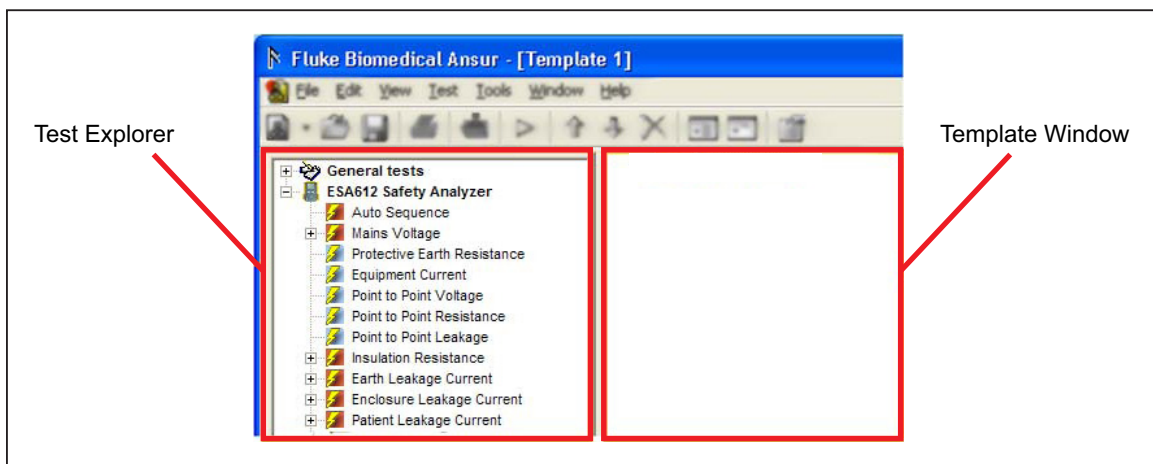 Fluke Biomedical Ansur - [Template 1]
File Edit View Test Tools Window Help
Test Explorer
Template Window
General tests
ESA612 Safety Analyzer
Auto Sequence
Mains Voltage
Protective Earth Resistance
Equipment Current
Point to Point Voltage
Point to Point Resistance
Point to Point Leakage
Insulation Resistance
Earth Leakage Current
Enclosure Leakage Current
Patient Leakage Current